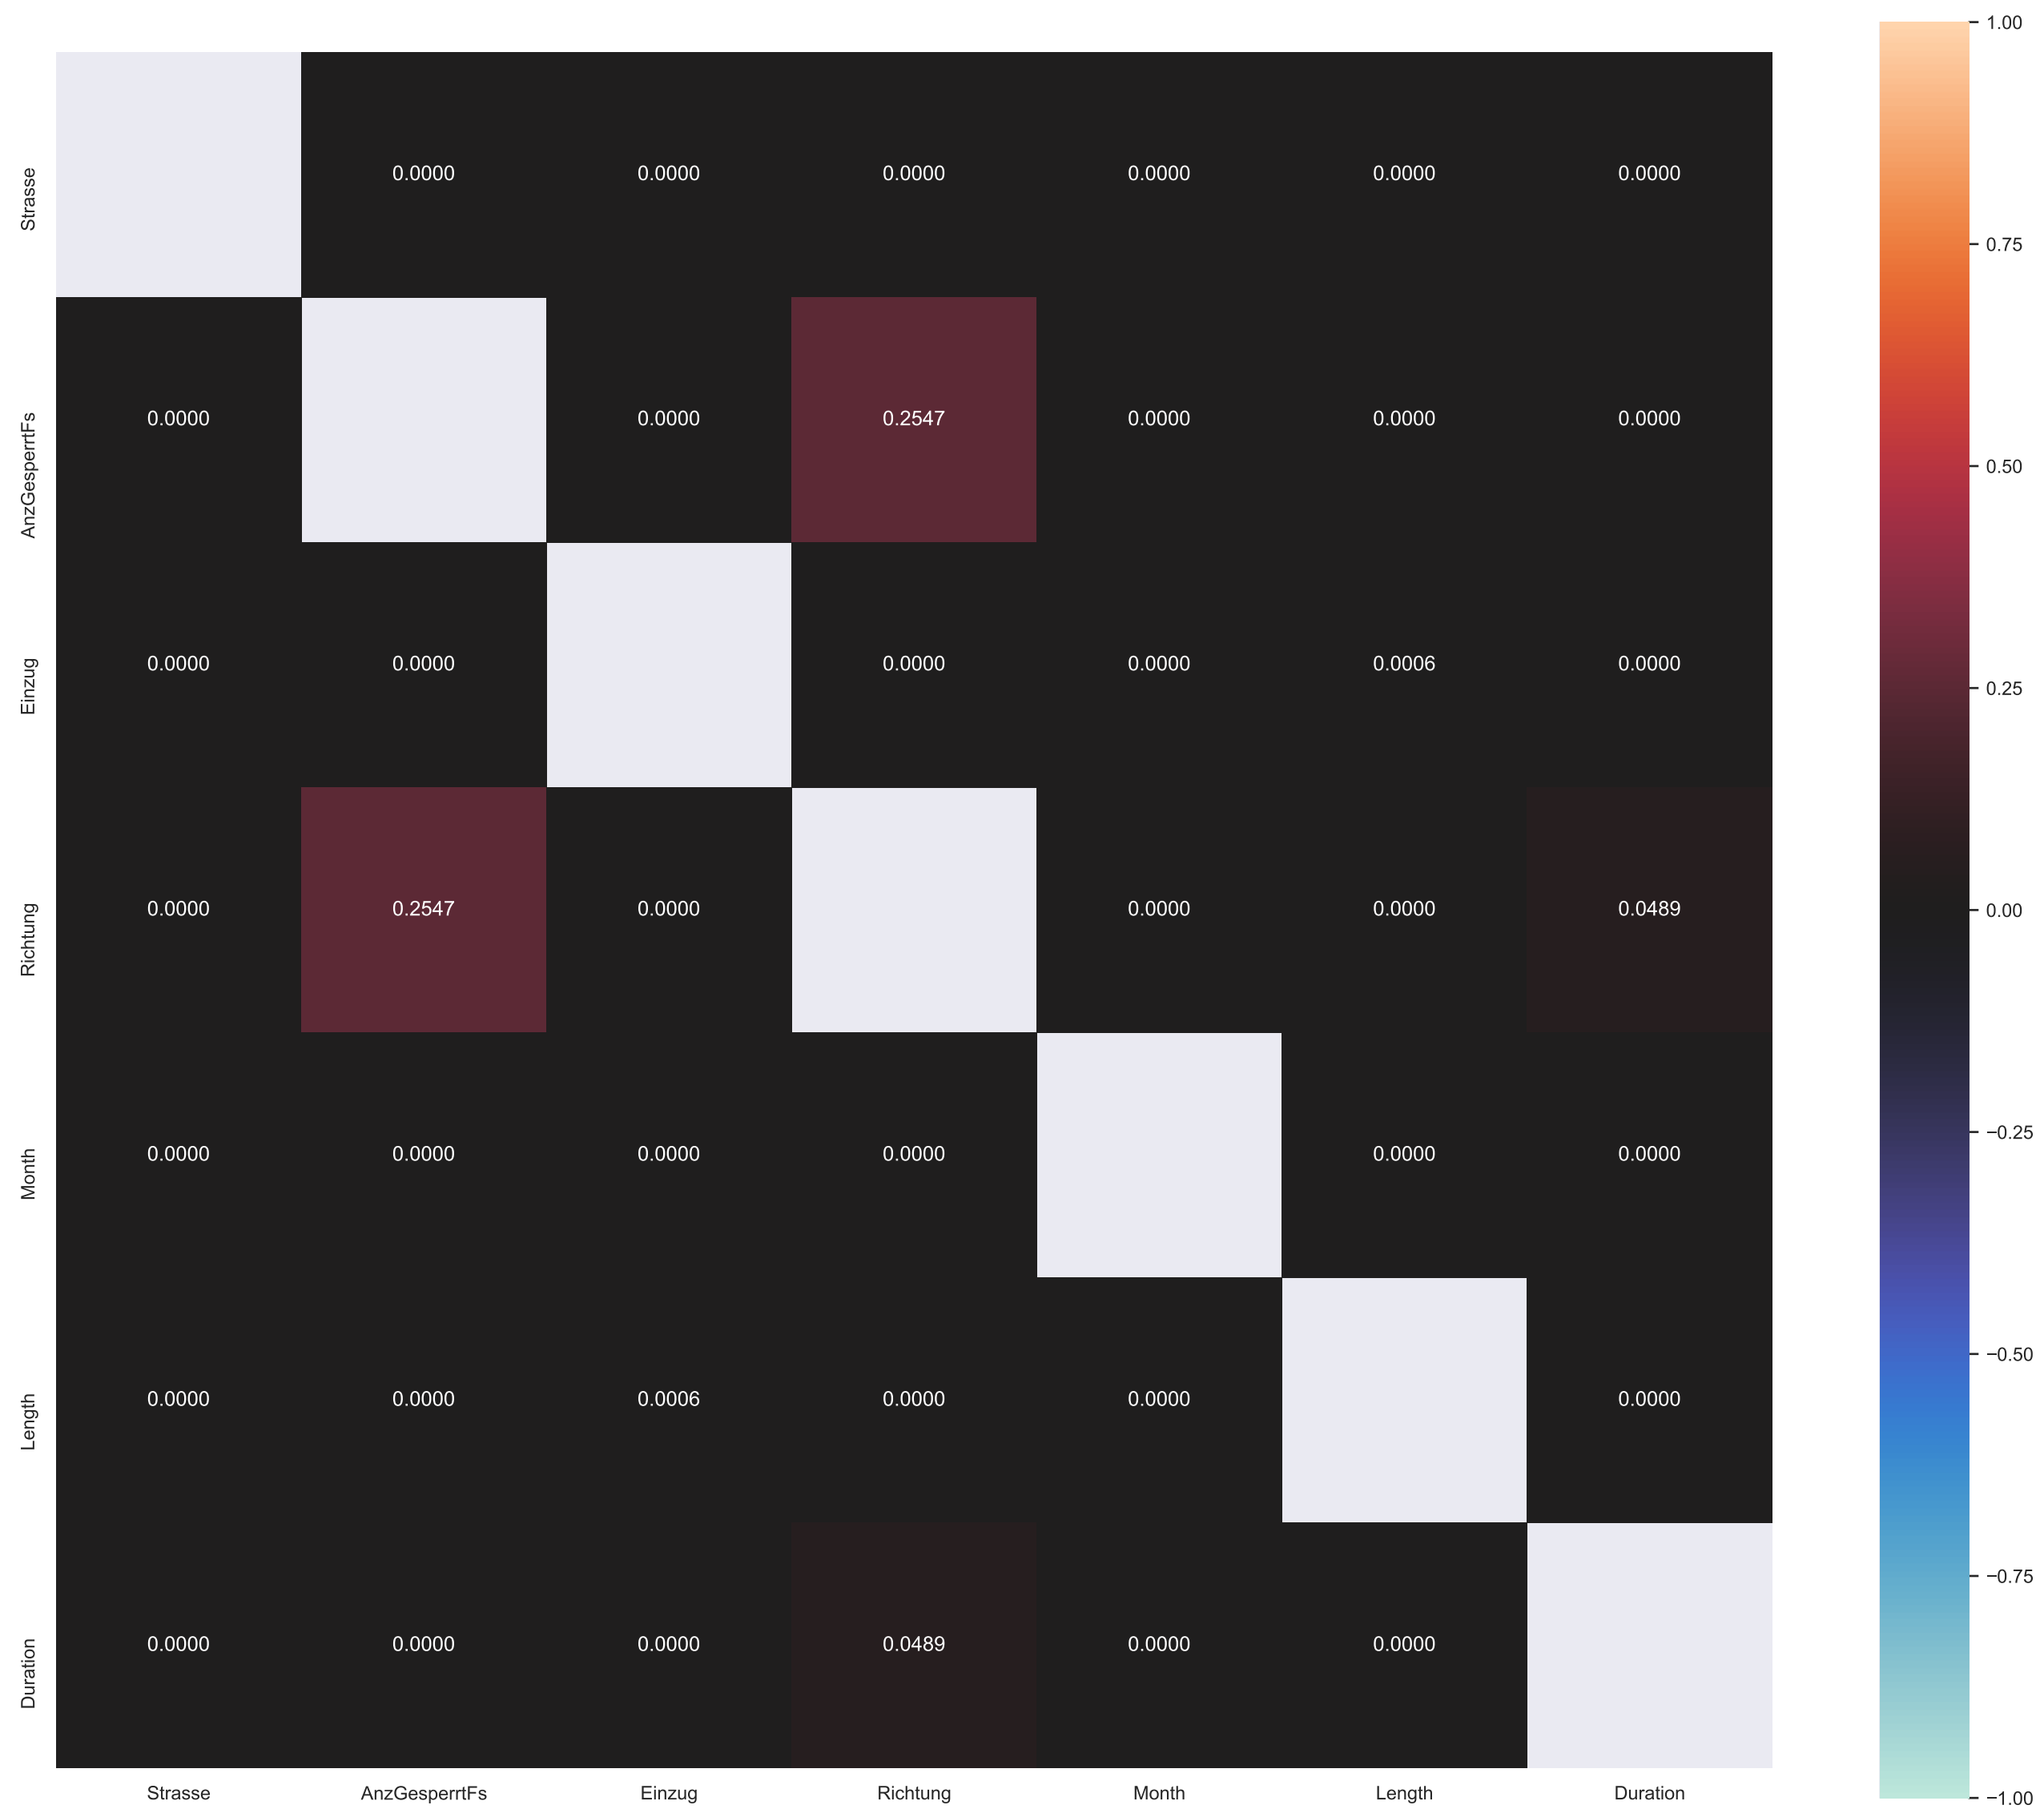 Strasse 0.0000 0.0000 0.0000 0.0000 0.0000 0.0000
AnzGesperrtFs 0.0000 0.0000 0.2547 0.0000 0.0000 0.0000
Einzug 0.0000 0.0000 0.0000 0.0000 0.0006 0.0000
Richtung 0.0000 0.2547 0.0000 0.0000 0.0000 0.0489
Month 0.0000 0.0000 0.0000 0.0000 0.0000 0.0000
Length 0.0000 0.0000 0.0006 0.0000 0.0000 0.0000
Duration 0.0000 0.0000 0.0000 0.0489 0.0000 0.0000
Strasse AnzGesperrtFs Einzug Richtung Month Length Duration
1.00
0.75
0.50
0.25
0.00
−0.25
−0.50
−0.75
−1.00